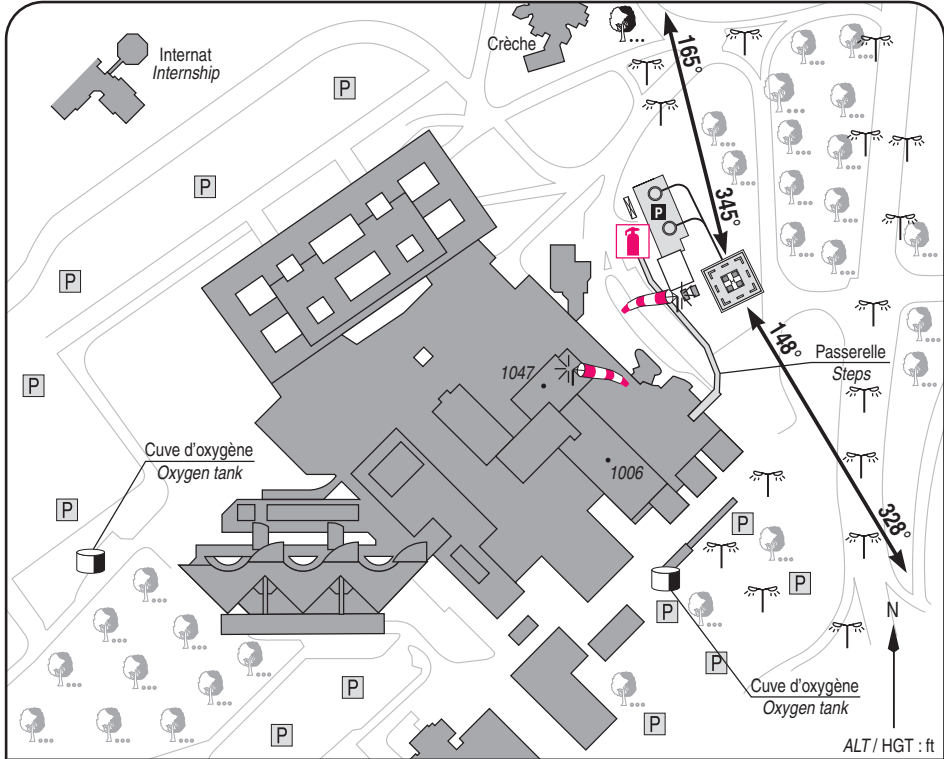 Internat
Internship
Crèche
165°
P
P
345°
P
P
148°
Passerelle
Steps
1047
P
Cuve d'oxygène
Oxygen tank
1006
P
P
328°
P
N
P
P
P
Cuve d'oxygène
Oxygen tank
P
P
ALT / HGT : ft